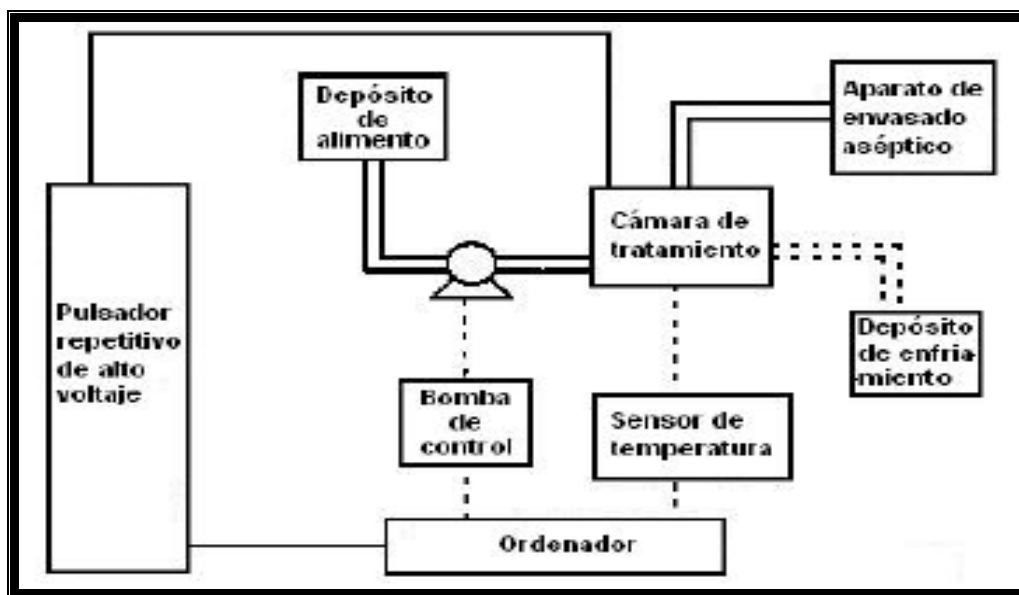 Depósito
de
alimento
Aparato de
envasado
aséptico
Cámara de
tratamiento
Pulsador
repetitivo
de alto
voltaje
Depósito
de enfria-
-miento
Bomba
de
control
Sensor de
temperatura
Ordenador